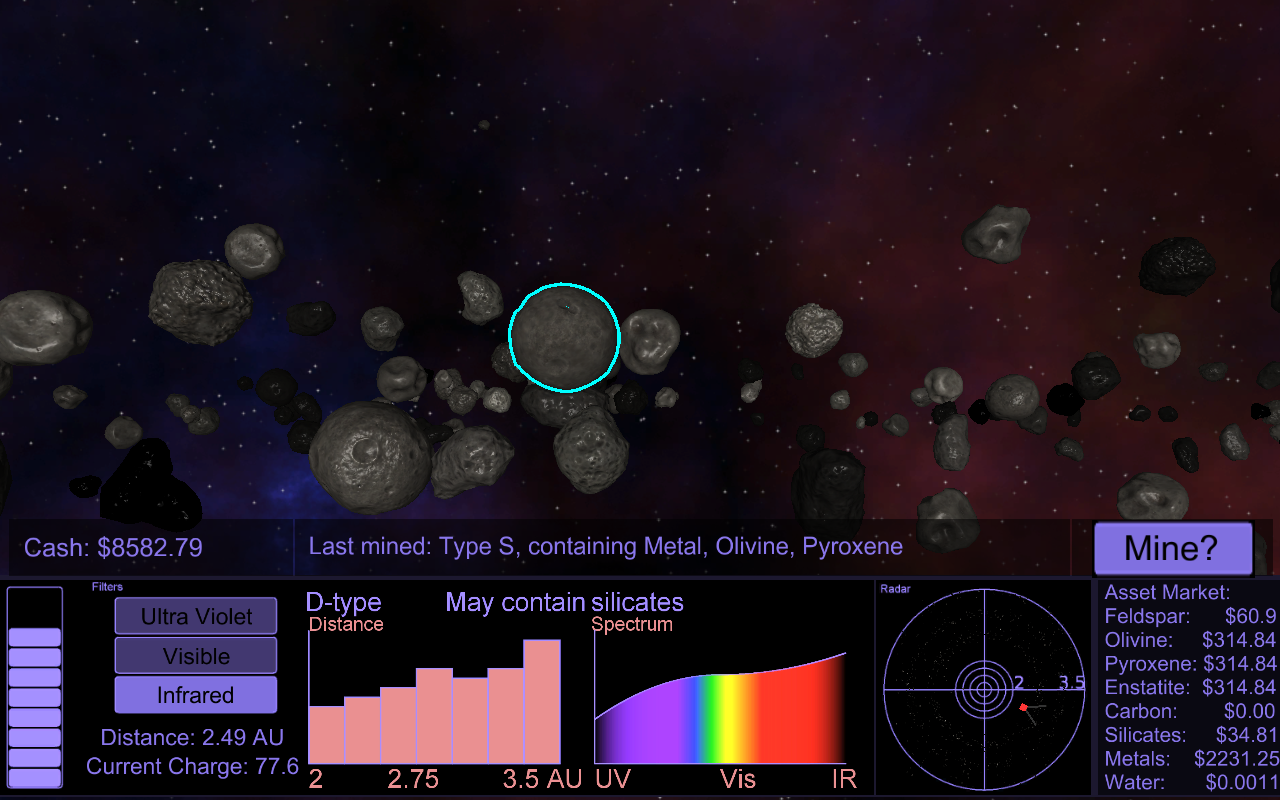 Cash: $8582.79
Last mined: Type S, containing Metal, Olivine, Pyroxene
Mine?
Filters
Ultra Violet
Visible
Infrared
Distance: 2.49 AU
Current Charge: 77.6
D-type
May contain silicates
Distance
2 2.75 3.5 AU
Spectrum
UV Vis IR
Radar
2 3.5
Asset Market:
Feldspar: $60.9
Olivine: $314.84
Pyroxene: $314.84
Enstatite: $314.84
Carbon: $0.00
Silicates: $34.81
Metals: $2231.25
Water: $0.0011